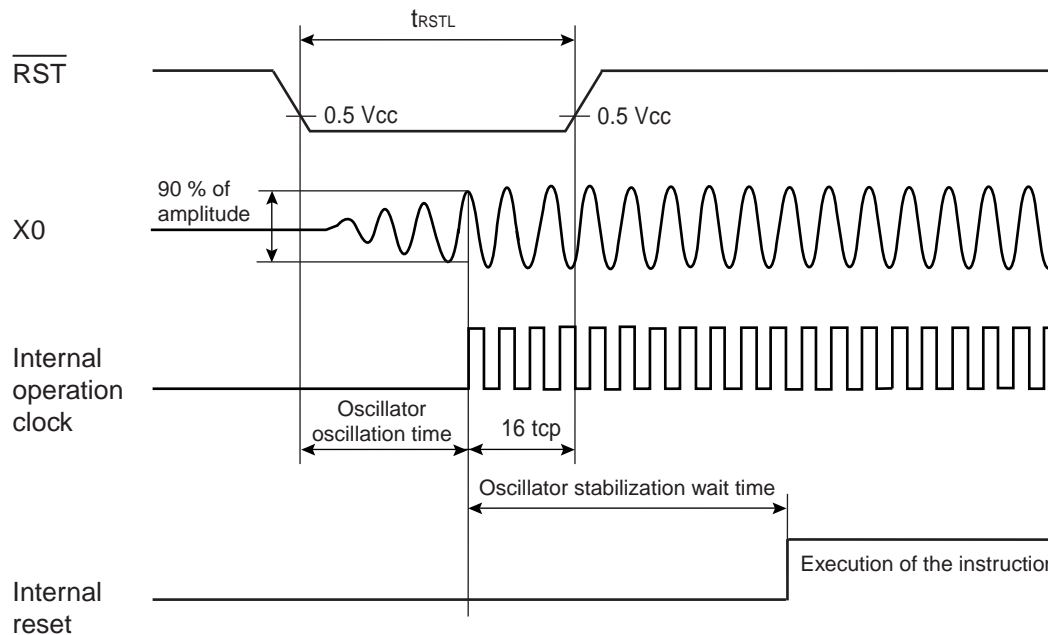 tRSTL
RST
0.5 Vcc
0.5 Vcc
90 % of
amplitude
X0
Internal
operation
clock
Oscillator
oscillation time
16 tcp
Oscillator stabilization wait time
Execution of the instruction
Internal
reset